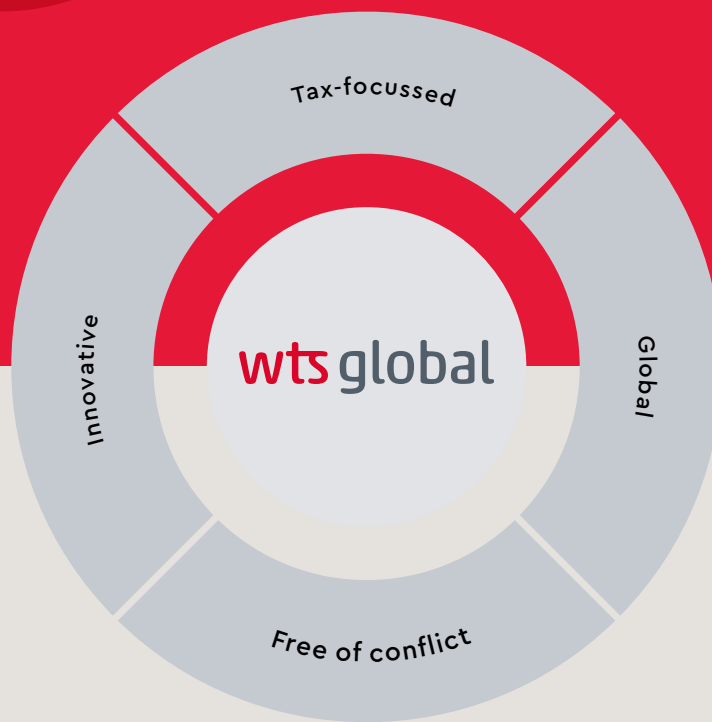 Tax-focussed
Innovative
wts global
Global
Free of conflict